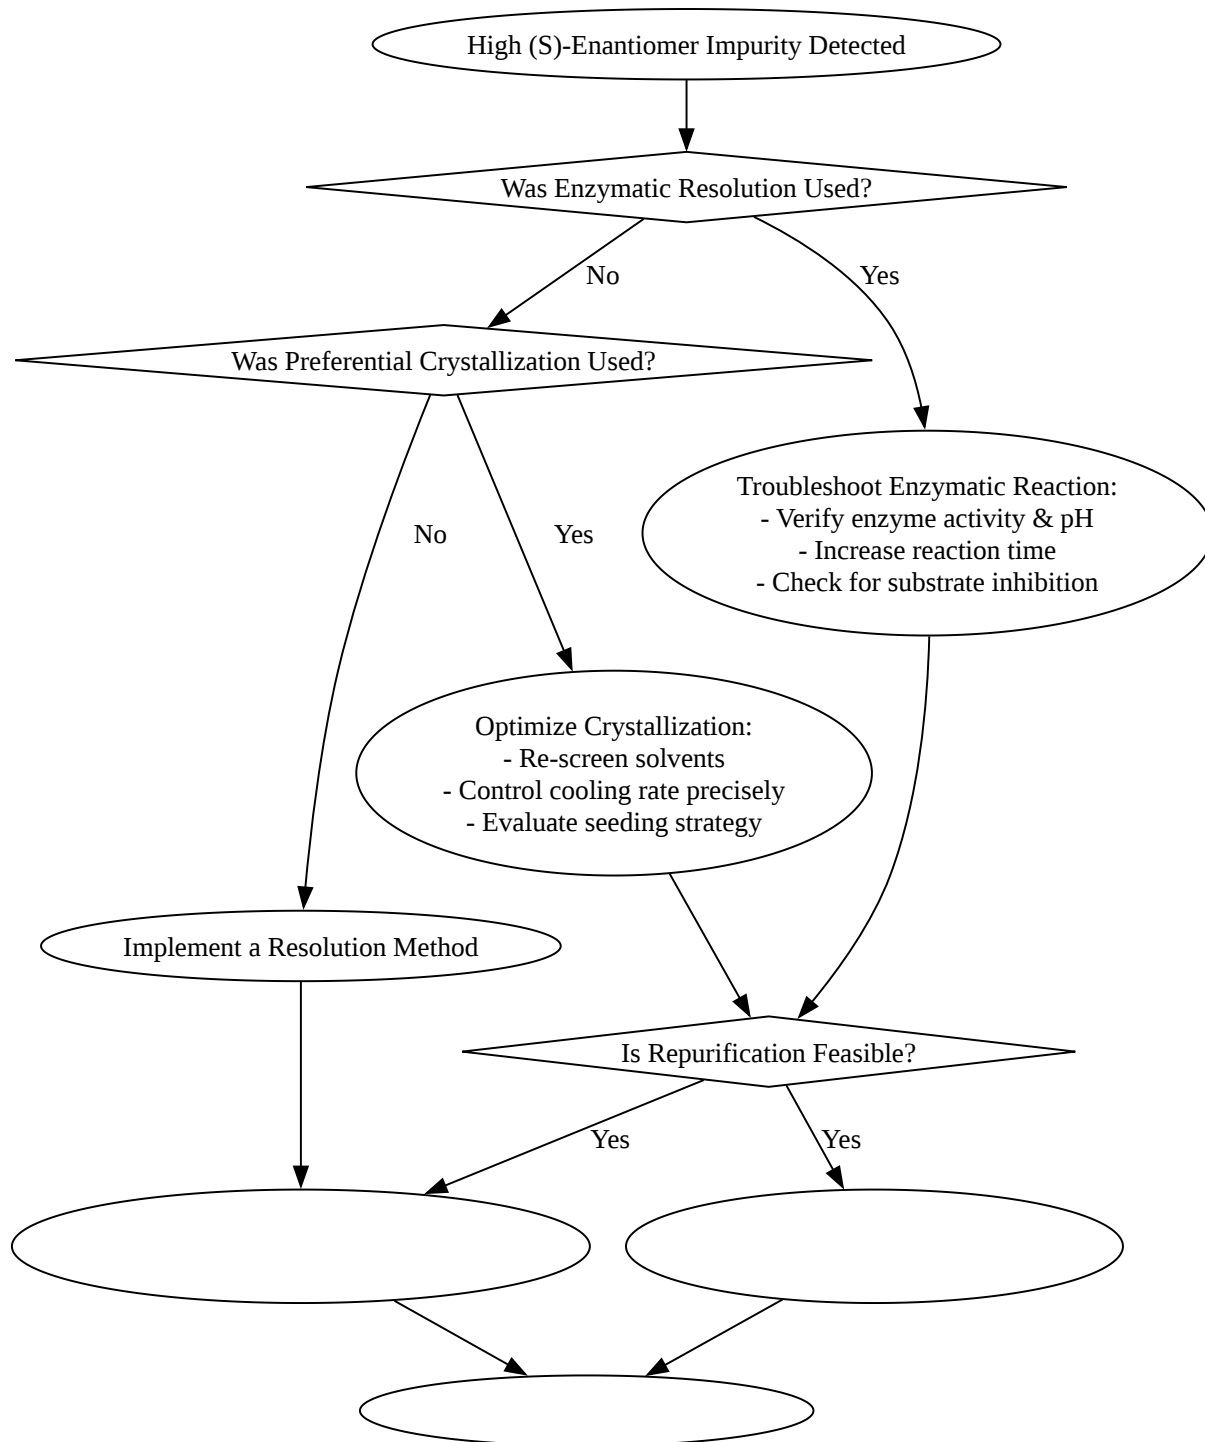 High (S)-Enantiomer Impurity Detected
Was Enzymatic Resolution Used?
No
Yes
Was Preferential Crystallization Used?
Troubleshoot Enzymatic Reaction:
- Verify enzyme activity & pH
- Increase reaction time
- Check for substrate inhibition
No
Yes
Optimize Crystallization:
- Re-screen solvents
- Control cooling rate precisely
- Evaluate seeding strategy
Implement a Resolution Method
Is Repurification Feasible?
Yes
Yes